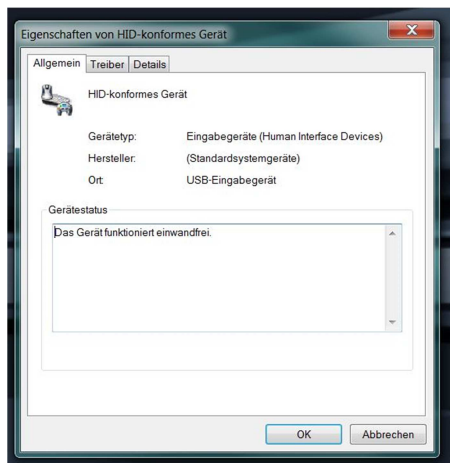 Eigenschaften von HID-konformes Gerät
Allgemein Treiber Details
HID-konformes Gerät
Gerätetyp: Eingabegeräte (Human Interface Devices)
Hersteller: (Standardsystemgeräte)
Ort: USB-Eingabegerät
Gerätestatus
Das Gerät funktioniert einwandfrei.
OK Abbrechen